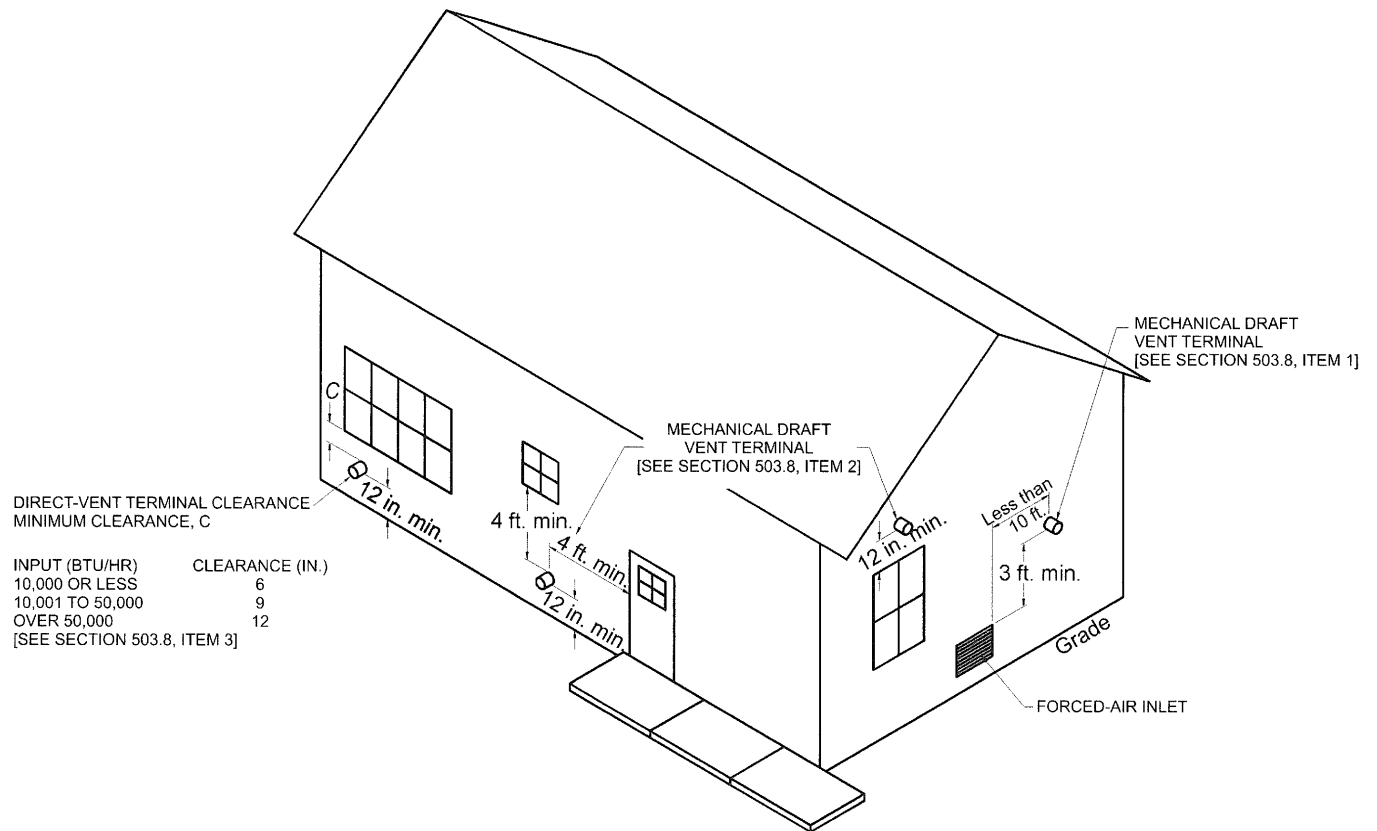 MECHANICAL DRAFT
VENT TERMINAL
[SEE SECTION 503.8, ITEM 1]
C
MECHANICAL DRAFT
VENT TERMINAL
[SEE SECTION 503.8, ITEM 2]
12 in. min.
4 ft. min.
4 ft. min.
12 in. min.
12 in. min.
Less than
10 ft.
3 ft. min.
Grade
FORCED-AIR INLET
DIRECT-VENT TERMINAL CLEARANCE
MINIMUM CLEARANCE, C
INPUT (BTU/HR) CLEARANCE (IN.)
10,000 OR LESS 6
10,001 TO 50,000 9
OVER 50,000 12
[SEE SECTION 503.8, ITEM 3]